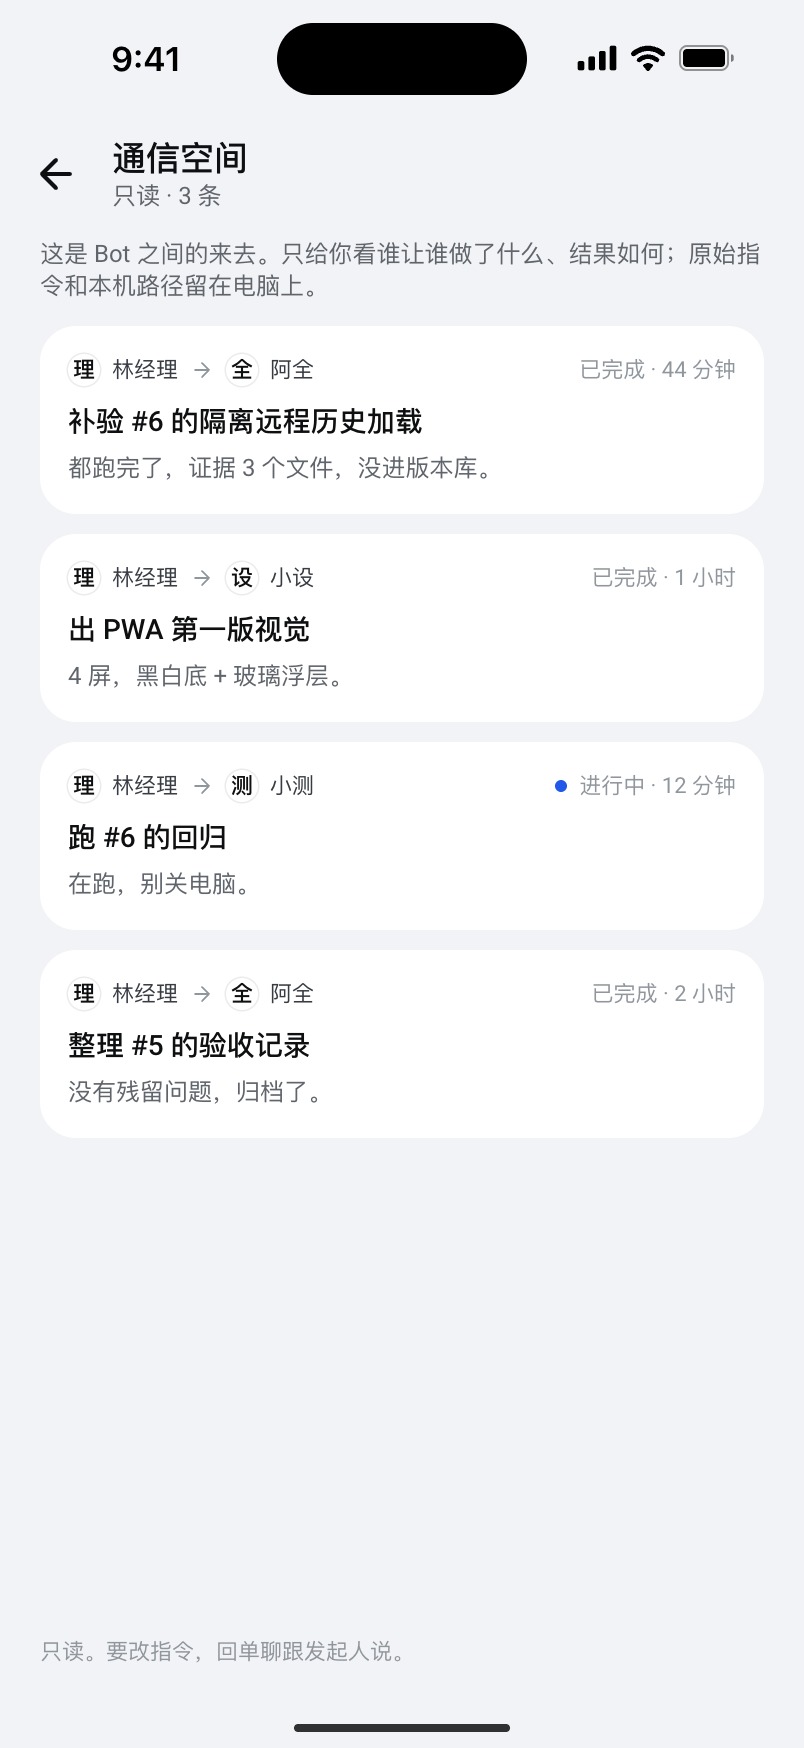 9:41
通信空间
只读 · 3 条
这是 Bot 之间的来去。只给你看谁让谁做了什么、结果如何；原始指
令和本机路径留在电脑上。
理 林经理 → 全 阿全 已完成 · 44 分钟
补验 #6 的隔离远程历史加载
都跑完了，证据 3 个文件，没进版本库。
理 林经理 → 设 小设 已完成 · 1 小时
出 PWA 第一版视觉
4 屏，黑白底 + 玻璃浮层。
理 林经理 → 测 小测 进行中 · 12 分钟
跑 #6 的回归
在跑，别关电脑。
理 林经理 → 全 阿全 已完成 · 2 小时
整理 #5 的验收记录
没有残留问题，归档了。
只读。要改指令，回单聊跟发起人说。